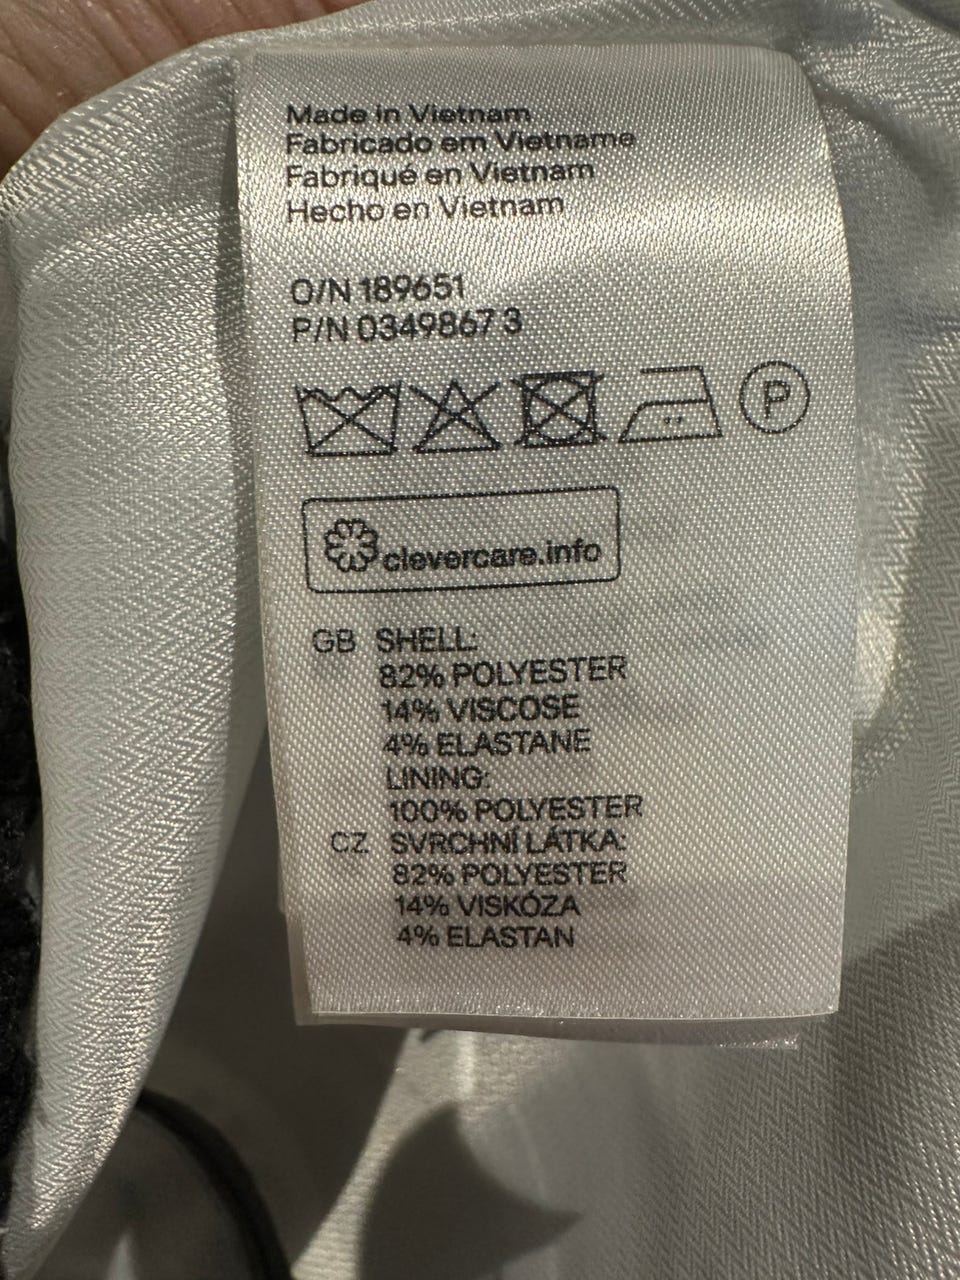 Made in Vietnam
Fabricado em Vietname
Fabriqué en Vietnam
Hecho en Vietnam
O/N 189651
P/N 0349867 3
P
clevercare.info
GB SHELL:
82% POLYESTER
14% VISCOSE
4% ELASTANE
LINING:
100% POLYESTER
CZ SVRCHNÍ LÁTKA:
82% POLYESTER
14% VISKÓZA
4% ELASTAN